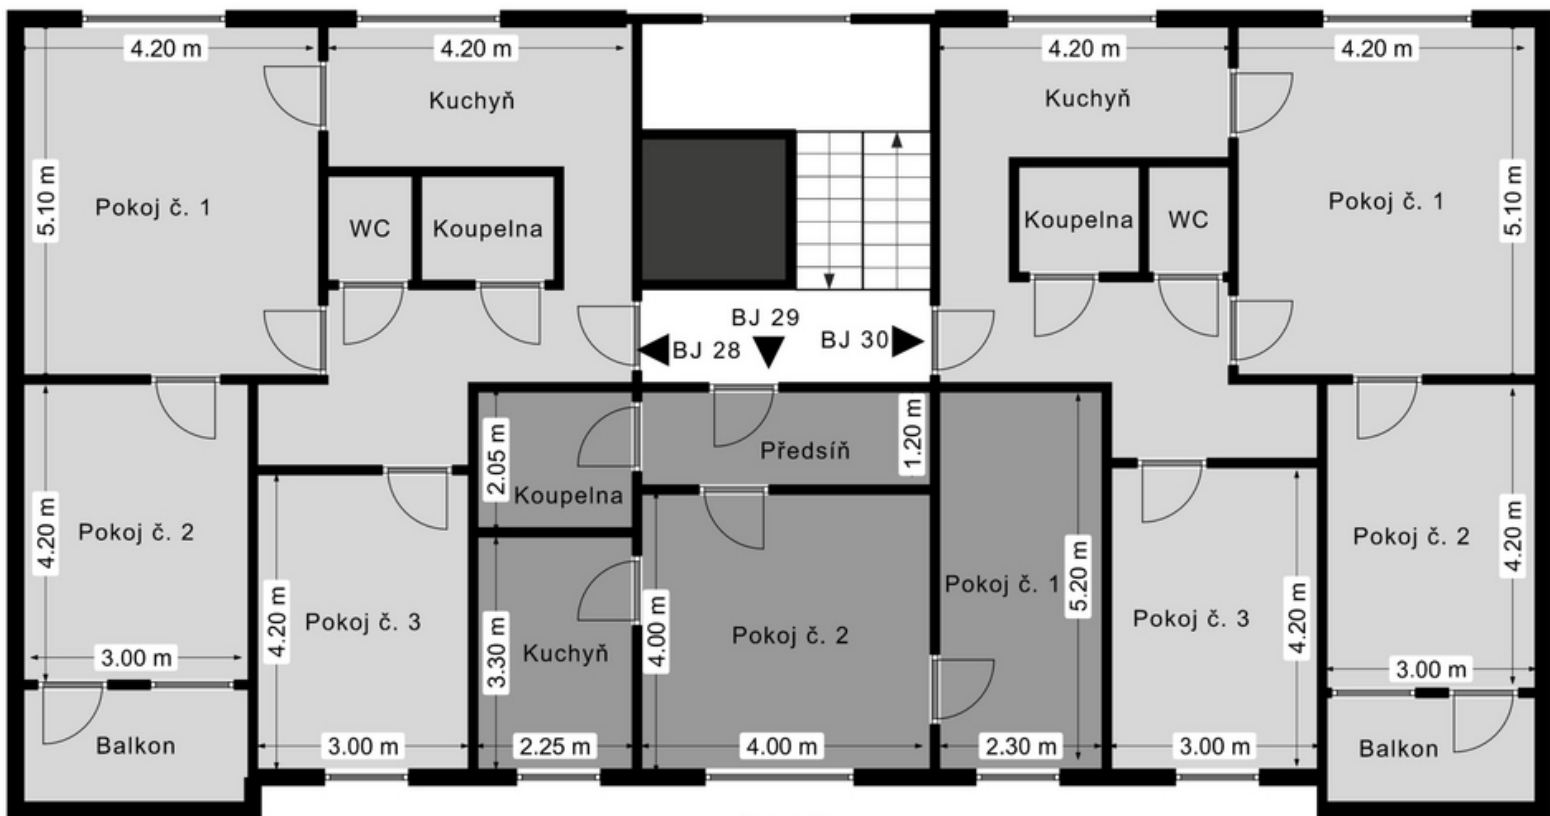 4.20 m
4.20 m
4.20 m
4.20 m
Kuchyň
Kuchyň
5.10 m
Pokoj č. 1
WC
Koupelna
Koupelna
WC
Pokoj č. 1
5.10 m
BJ 29
BJ 28
BJ 30
2.05 m
Koupelna
Předsíň
1.20 m
4.20 m
Pokoj č. 2
3.00 m
4.20 m
Pokoj č. 3
3.30 m
Kuchyň
4.00 m
Pokoj č. 2
Pokoj č. 1
5.20 m
Pokoj č. 3
4.20 m
Pokoj č. 2
4.20 m
3.00 m
Balkon
3.00 m
2.25 m
4.00 m
2.30 m
3.00 m
Balkon